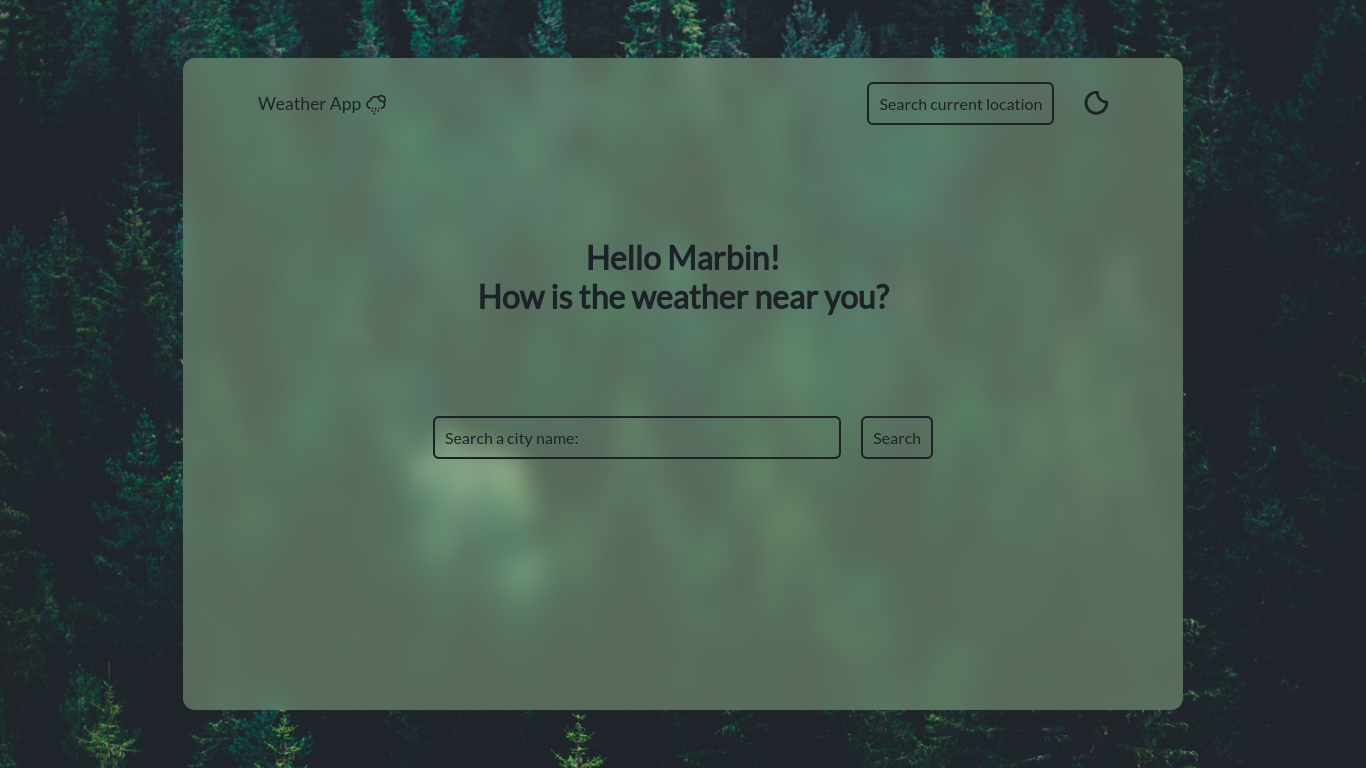 Weather App
Search current location
Hello Marbin!
How is the weather near you?
Search a city name:
Search